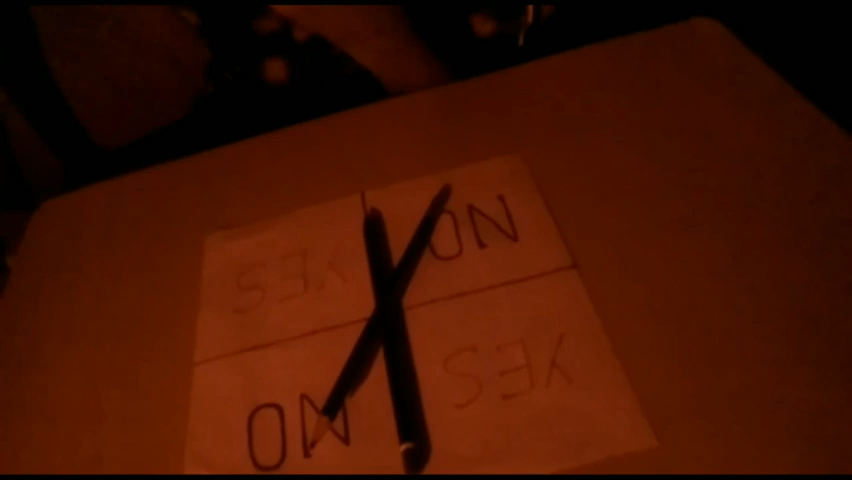 YES NO
NO YES